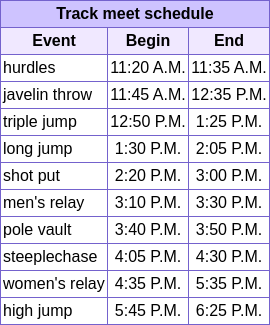 Track meet schedule
Event Begin End
hurdles 11:20 A.M. 11:35 A.M.
javelin throw 11:45 A.M. 12:35 P.M.
triple jump 12:50 P.M. 1:25 P.M.
long jump 1:30 P.M. 2:05 P.M.
shot put 2:20 P.M. 3:00 P.M.
men's relay 3:10 P.M. 3:30 P.M.
pole vault 3:40 P.M. 3:50 P.M.
steeplechase 4:05 P.M. 4:30 P.M.
women's relay 4:35 P.M. 5:35 P.M.
high jump 5:45 P.M. 6:25 P.M.